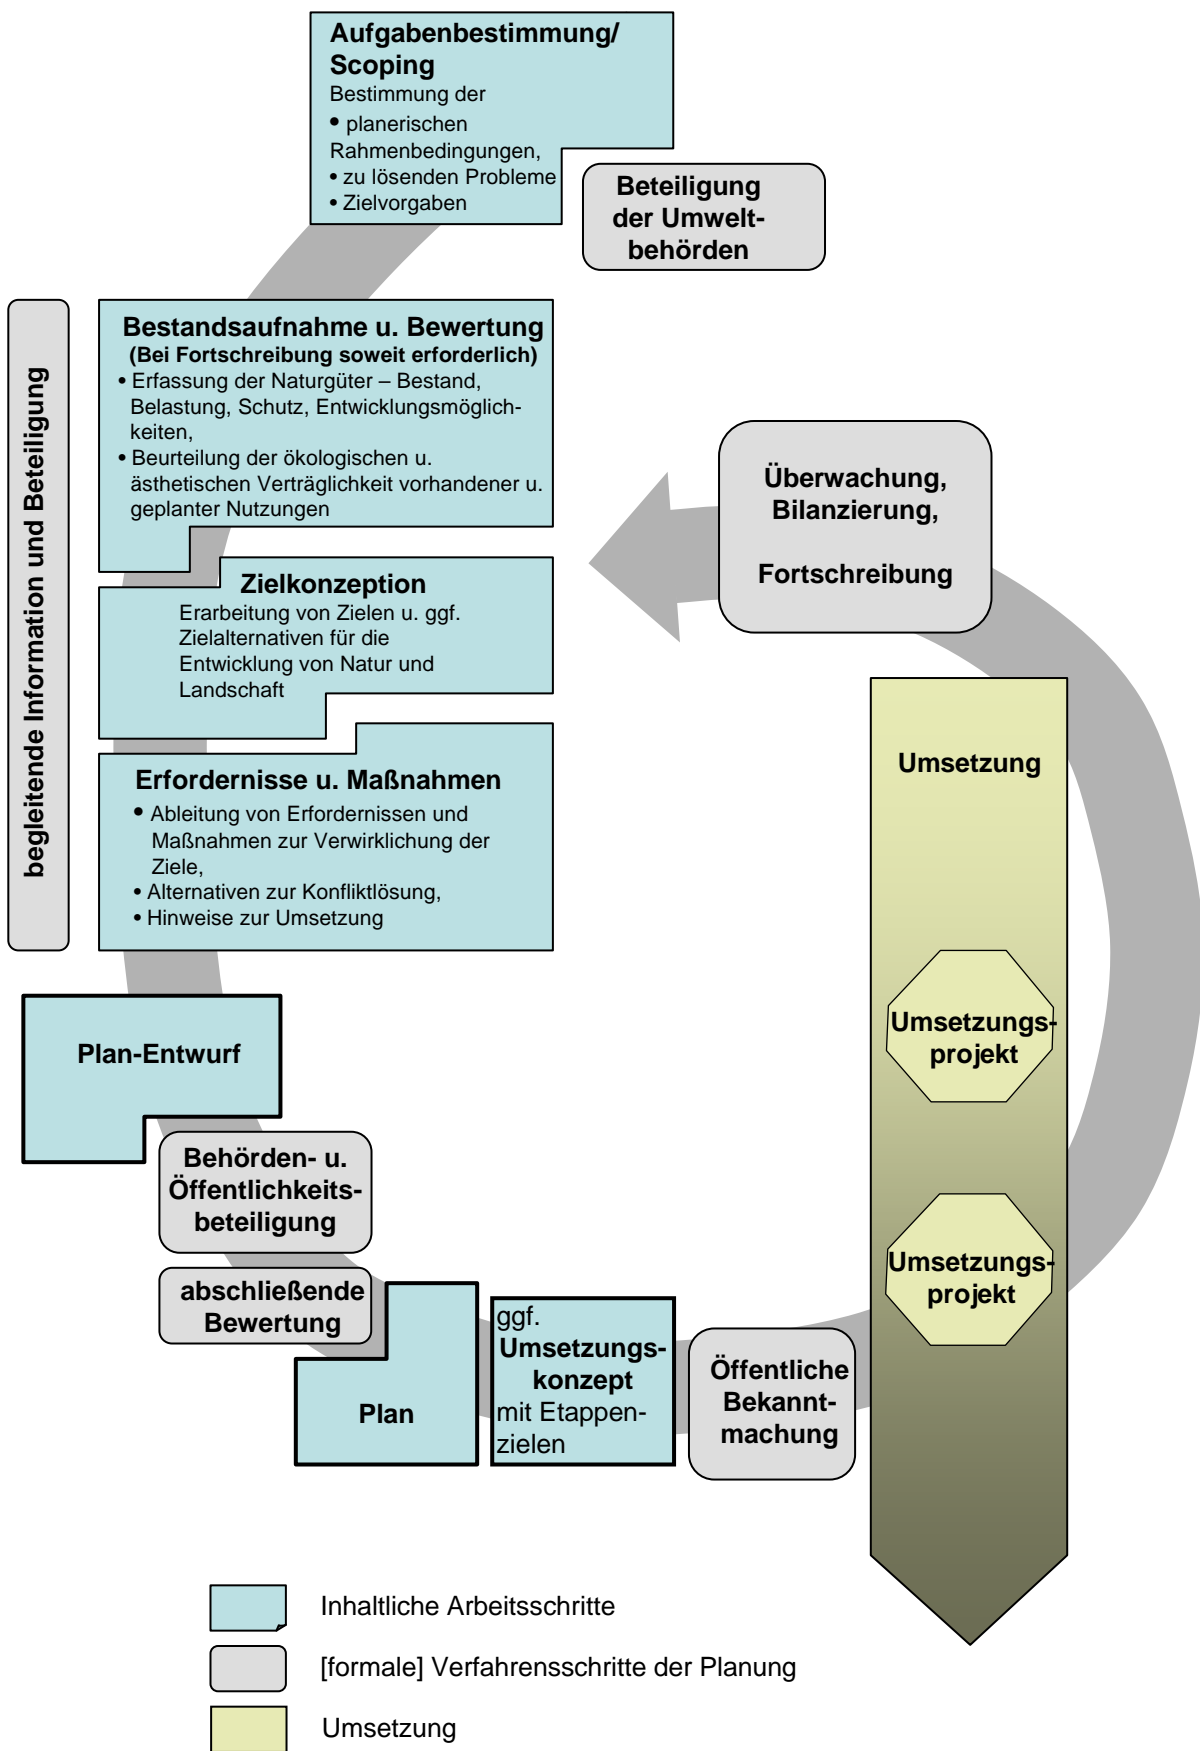 Aufgabenbestimmung/
Scoping
Bestimmung der
• planerischen
Rahmenbedingungen,
• zu lösenden Probleme
• Zielvorgaben
Beteiligung
der Umwelt-
behörden
begleitende Information und Beteiligung
Bestandsaufnahme u. Bewertung
(Bei Fortschreibung soweit erforderlich)
• Erfassung der Naturgüter – Bestand,
Belastung, Schutz, Entwicklungsmöglich-
keiten,
• Beurteilung der ökologischen u.
ästhetischen Verträglichkeit vorhandener u.
geplanter Nutzungen
Zielkonzeption
Erarbeitung von Zielen u. ggf.
Zielalternativen für die
Entwicklung von Natur und
Landschaft
Erfordernisse u. Maßnahmen
• Ableitung von Erfordernissen und
Maßnahmen zur Verwirklichung der
Ziele,
• Alternativen zur Konfliktlösung,
• Hinweise zur Umsetzung
Plan-Entwurf
Behörden- u.
Öffentlichkeits-
beteiligung
abschließende
Bewertung
Plan
ggf.
Umsetzungs-
konzept
mit Etappen-
zielen
Öffentliche
Bekannt-
machung
Überwachung,
Bilanzierung,
Fortschreibung
Umsetzung
Umsetzungs-
projekt
Umsetzungs-
projekt
Inhaltliche Arbeitsschritte
[formale] Verfahrensschritte der Planung
Umsetzung